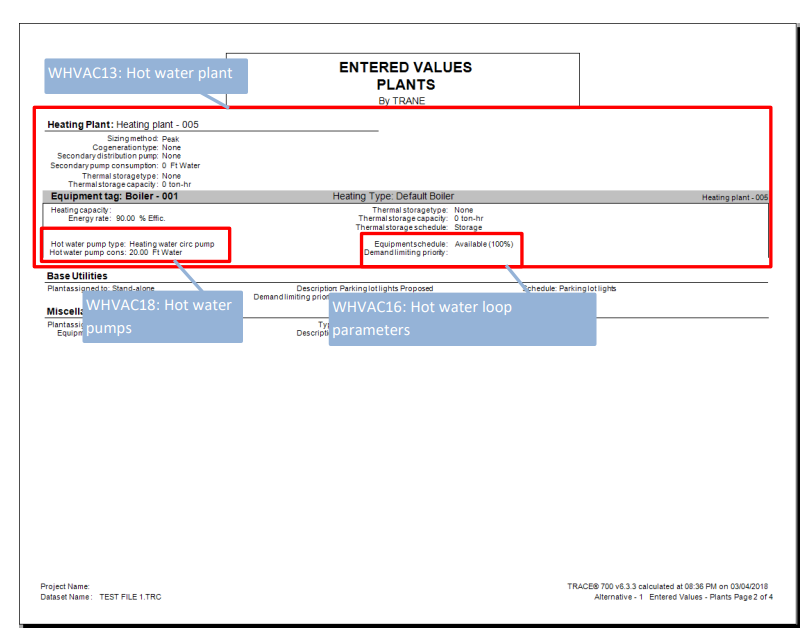 ENTERED VALUES
WHVAC13: Hot water plant
PLANTS
By TRANE
Heating Plant: Heating plant - 005
Sizing method: Peak
Cogeneration type: None
Secondary distribution pump: None
Secondary pump consumption: 0 Ft Water
Thermal storage type: None
Thermal storage capacity: 0 ton-hr
Equipment tag: Boiler - 001 Heating Type: Default Boiler Heating plant - 005
Heating capacity: Thermal storage type: None
Energy rate: 90.00 % Effic. Thermal storage capacity: 0 ton-hr
Thermal storage schedule: Storage
Hot water pump type: Heating water circ pump Equipment schedule: Available (100%)
Hot water pump cons: 20.00 Ft Water Demand limiting priority:
Base Utilities
Plant assigned to: Stand-alone Description: Parking lot lights Proposed Schedule: Parking lot lights
Demand limiting prior
WHVAC18: Hot water pumps
WHVAC16: Hot water loop parameters
Miscella
Plant assig Typ
Equipm Descripti
Project Name: TRACE® 700 v6.3.3 calculated at 08:36 PM on 03/04/2018
Dataset Name: TEST FILE 1.TRC Alternative - 1 Entered Values - Plants Page 2 of 4